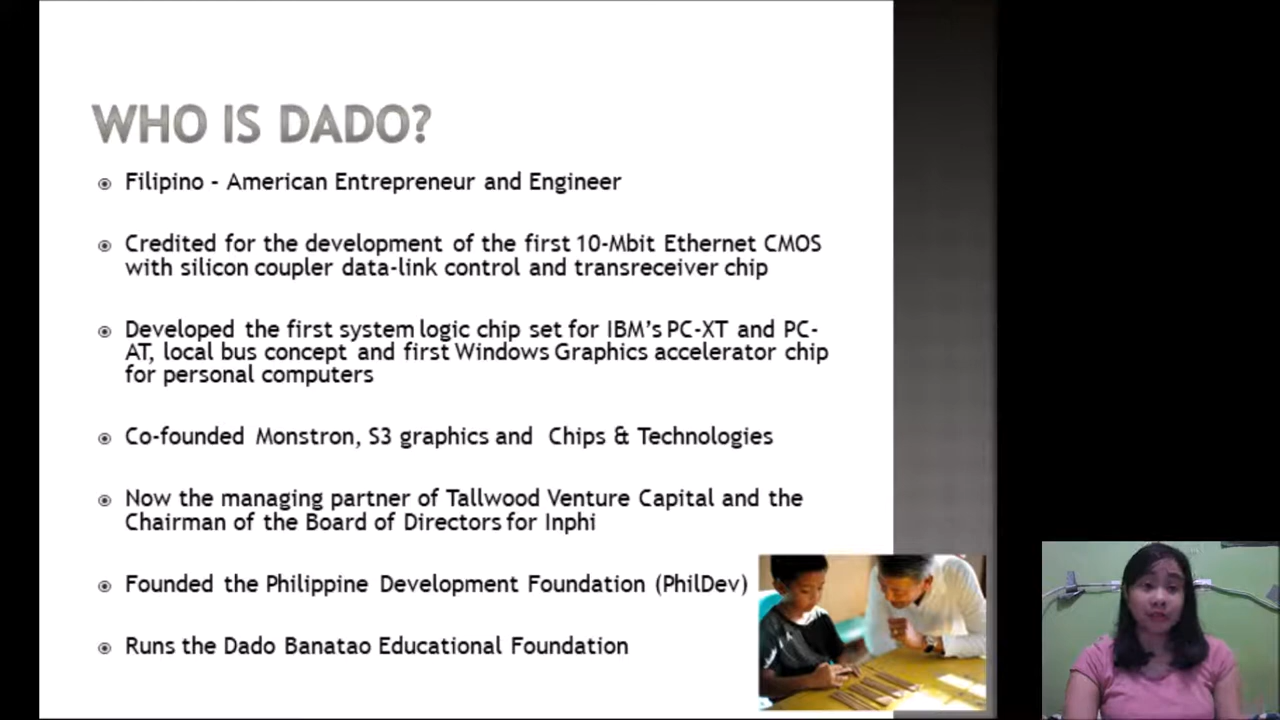 WHO IS DADO?
Filipino - American Entrepreneur and Engineer
Credited for the development of the first 10-Mbit Ethernet CMOS
with silicon coupler data-link control and transreceiver chip
Developed the first system logic chip set for IBM's PC-XT and PC-
AT, local bus concept and first Windows Graphics accelerator chip
for personal computers
Co-founded Monstron, S3 graphics and Chips & Technologies
Now the managing partner of Tallwood Venture Capital and the
Chairman of the Board of Directors for Inphi
Founded the Philippine Development Foundation (PhilDev)
Runs the Dado Banatao Educational Foundation